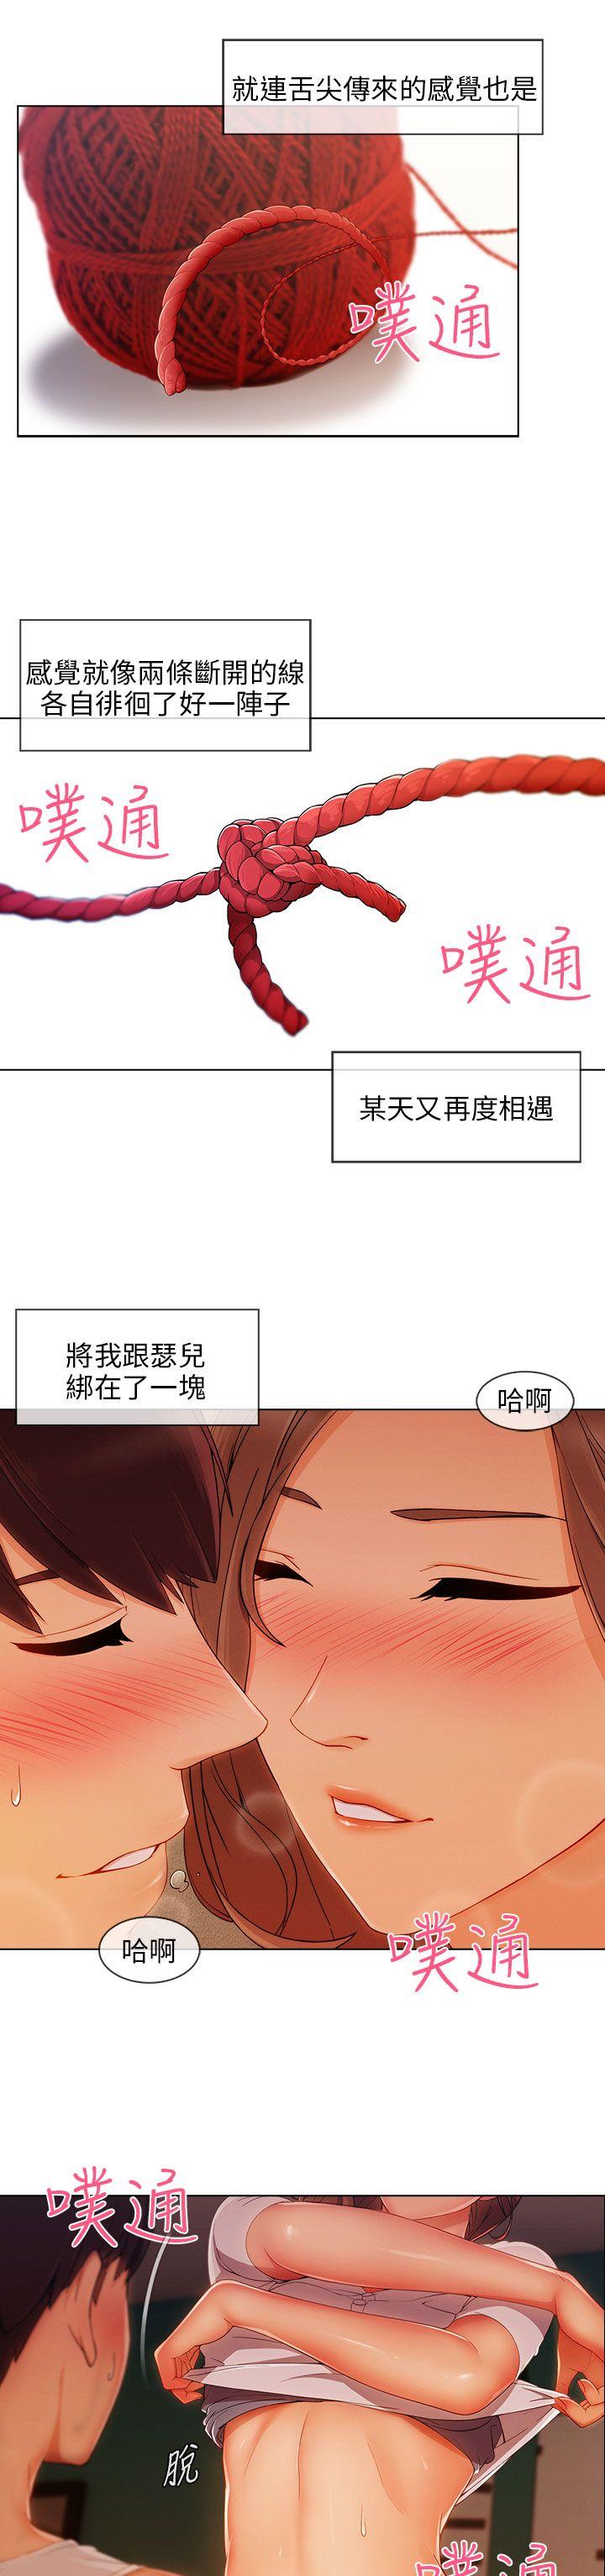 就連舌尖傳來的感覺也是
噗通
感覺就像兩條斷開的線
各自徘徊了好一陣子
噗通
噗通
某天又再度相遇
將我跟瑟兒
綁在了一塊
哈啊
哈啊
噗通
噗通
脫
噗通